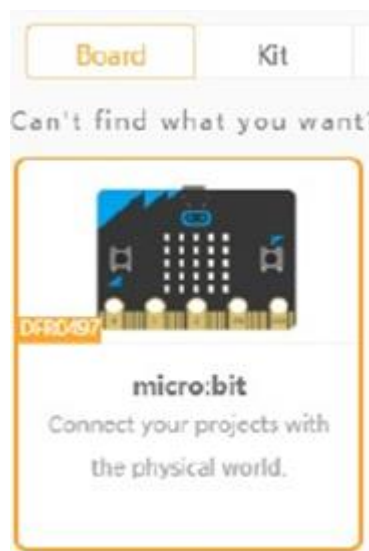 Board
Kit
Can't find what you want?
DFR0497
micro:bit
Connect your projects with
the physical world.